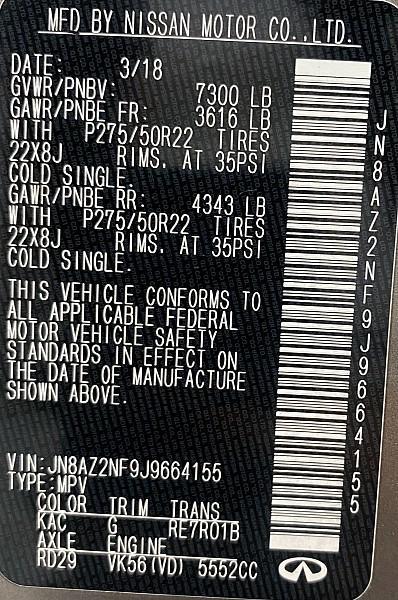 MFD BY NISSAN MOTOR CO.,LTD.
DATE: 3/18
GVWR/PNBV: 7300 LB
GAWR/PNBE FR: 3616 LB
WITH P275/50R22 TIRES
22X8J RIMS. AT 35PSI
COLD SINGLE.
GAWR/PNBE RR: 4343 LB
WITH P275/50R22 TIRES
22X8J RIMS. AT 35PSI
COLD SINGLE.
THIS VEHICLE CONFORMS TO
ALL APPLICABLE FEDERAL
MOTOR VEHICLE SAFETY
STANDARDS IN EFFECT ON
THE DATE OF MANUFACTURE
SHOWN ABOVE.
VIN:JN8AZ2NF9J9664155
TYPE:MPV
COLOR TRIM TRANS
KAC G RE7R01B
AXLE ENGINE
RD29 VK56(VD) 5552CC
JN8AZ2NF9J9664155